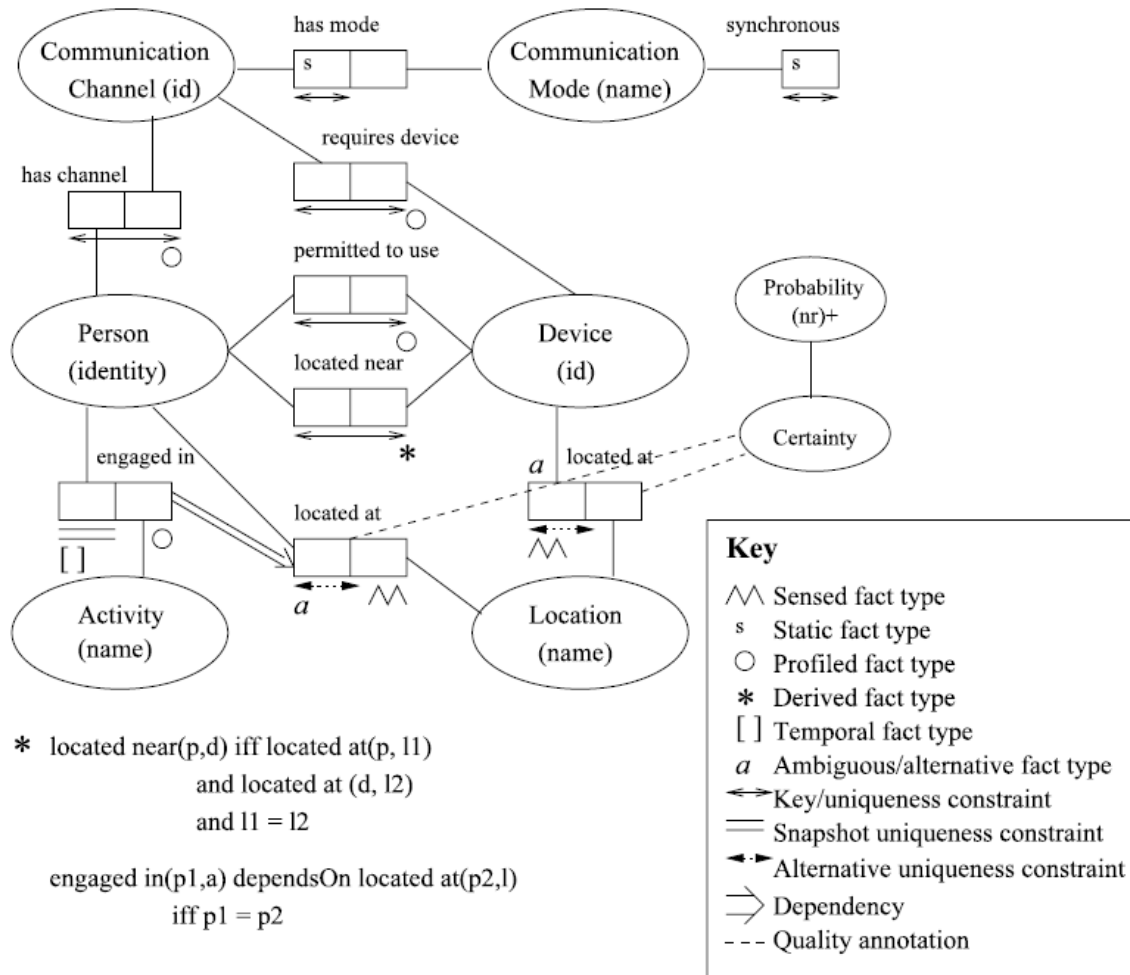 has mode
synchronous
Communication
Channel (id)
s
Communication
Mode (name)
s
requires device
has channel
permitted to use
Probability
(nr)+
Person
(identity)
Device
(id)
located near
*
Certainty
engaged in
a
located at
[ ]
located at
a
Activity
(name)
Location
(name)
Key
Sensed fact type
s Static fact type
Profiled fact type
* Derived fact type
[ ] Temporal fact type
a Ambiguous/alternative fact type
Key/uniqueness constraint
Snapshot uniqueness constraint
Alternative uniqueness constraint
Dependency
Quality annotation
* located near(p,d) iff located at(p, l1)
and located at (d, l2)
and l1 = l2
engaged in(p1,a) dependsOn located at(p2,l)
iff p1 = p2